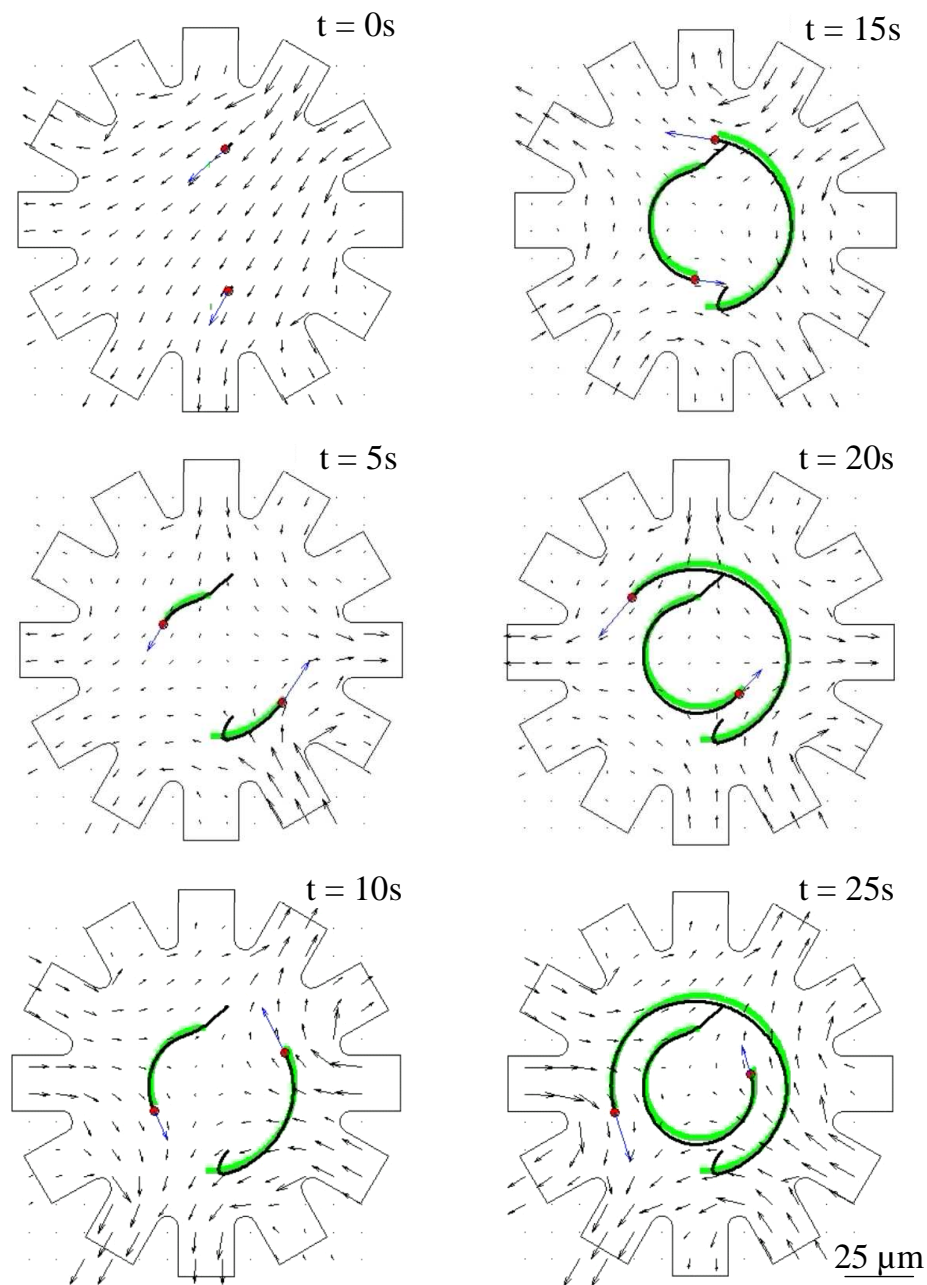 t = 0s
t = 15s
t = 5s
t = 20s
t = 10s
t = 25s
25 µm